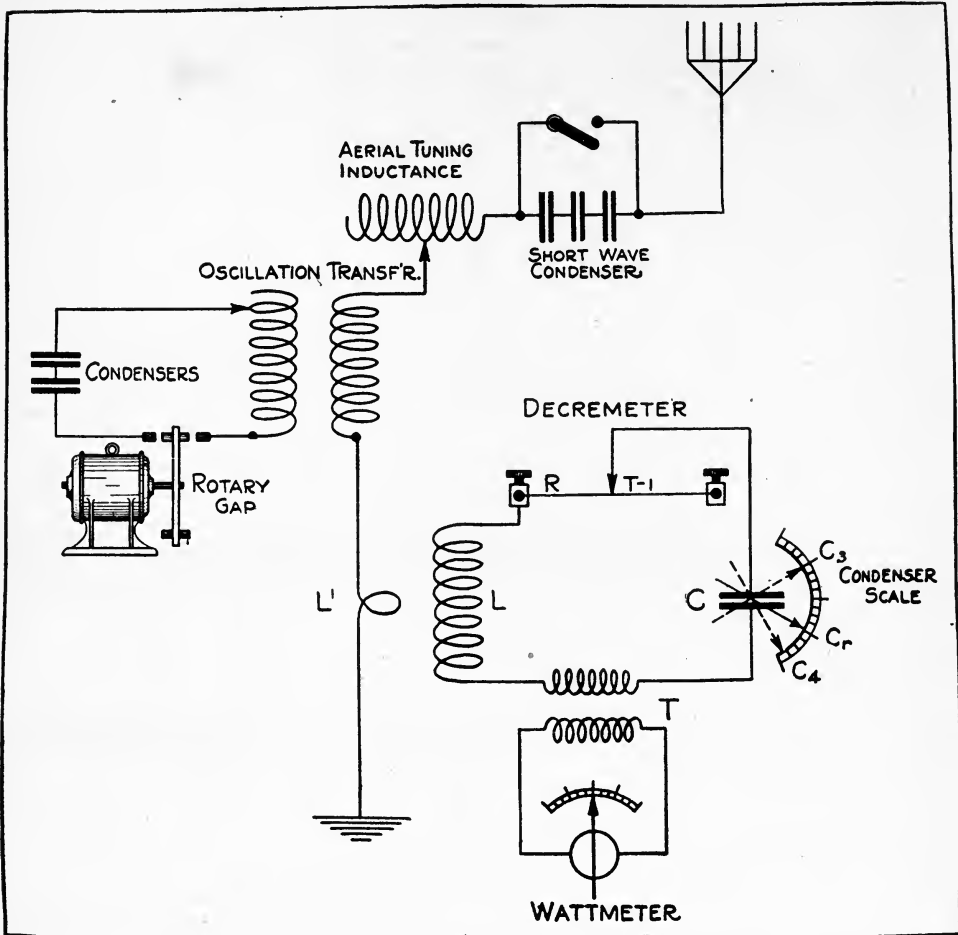 AERIAL TUNING
INDUCTANCE
SHORT WAVE
CONDENSER
OSCILLATION TRANSF'R.
CONDENSERS
ROTARY
GAP
DECREMETER
R
T-1
L'
L
C
C3
CONDENSER
SCALE
Cr
C4
T
WATTMETER